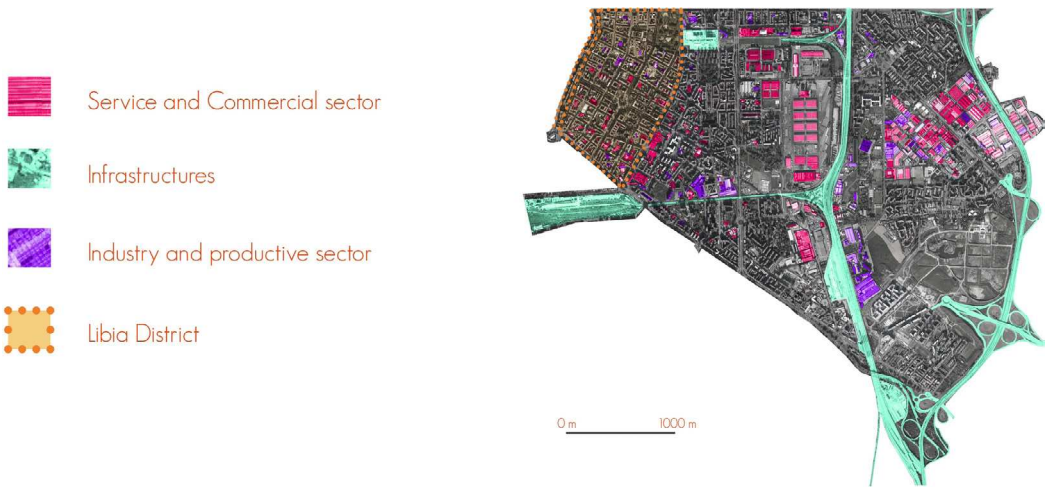 Service and Commercial sector
Infrastructures
Industry and productive sector
Libia District
0 m
1000 m